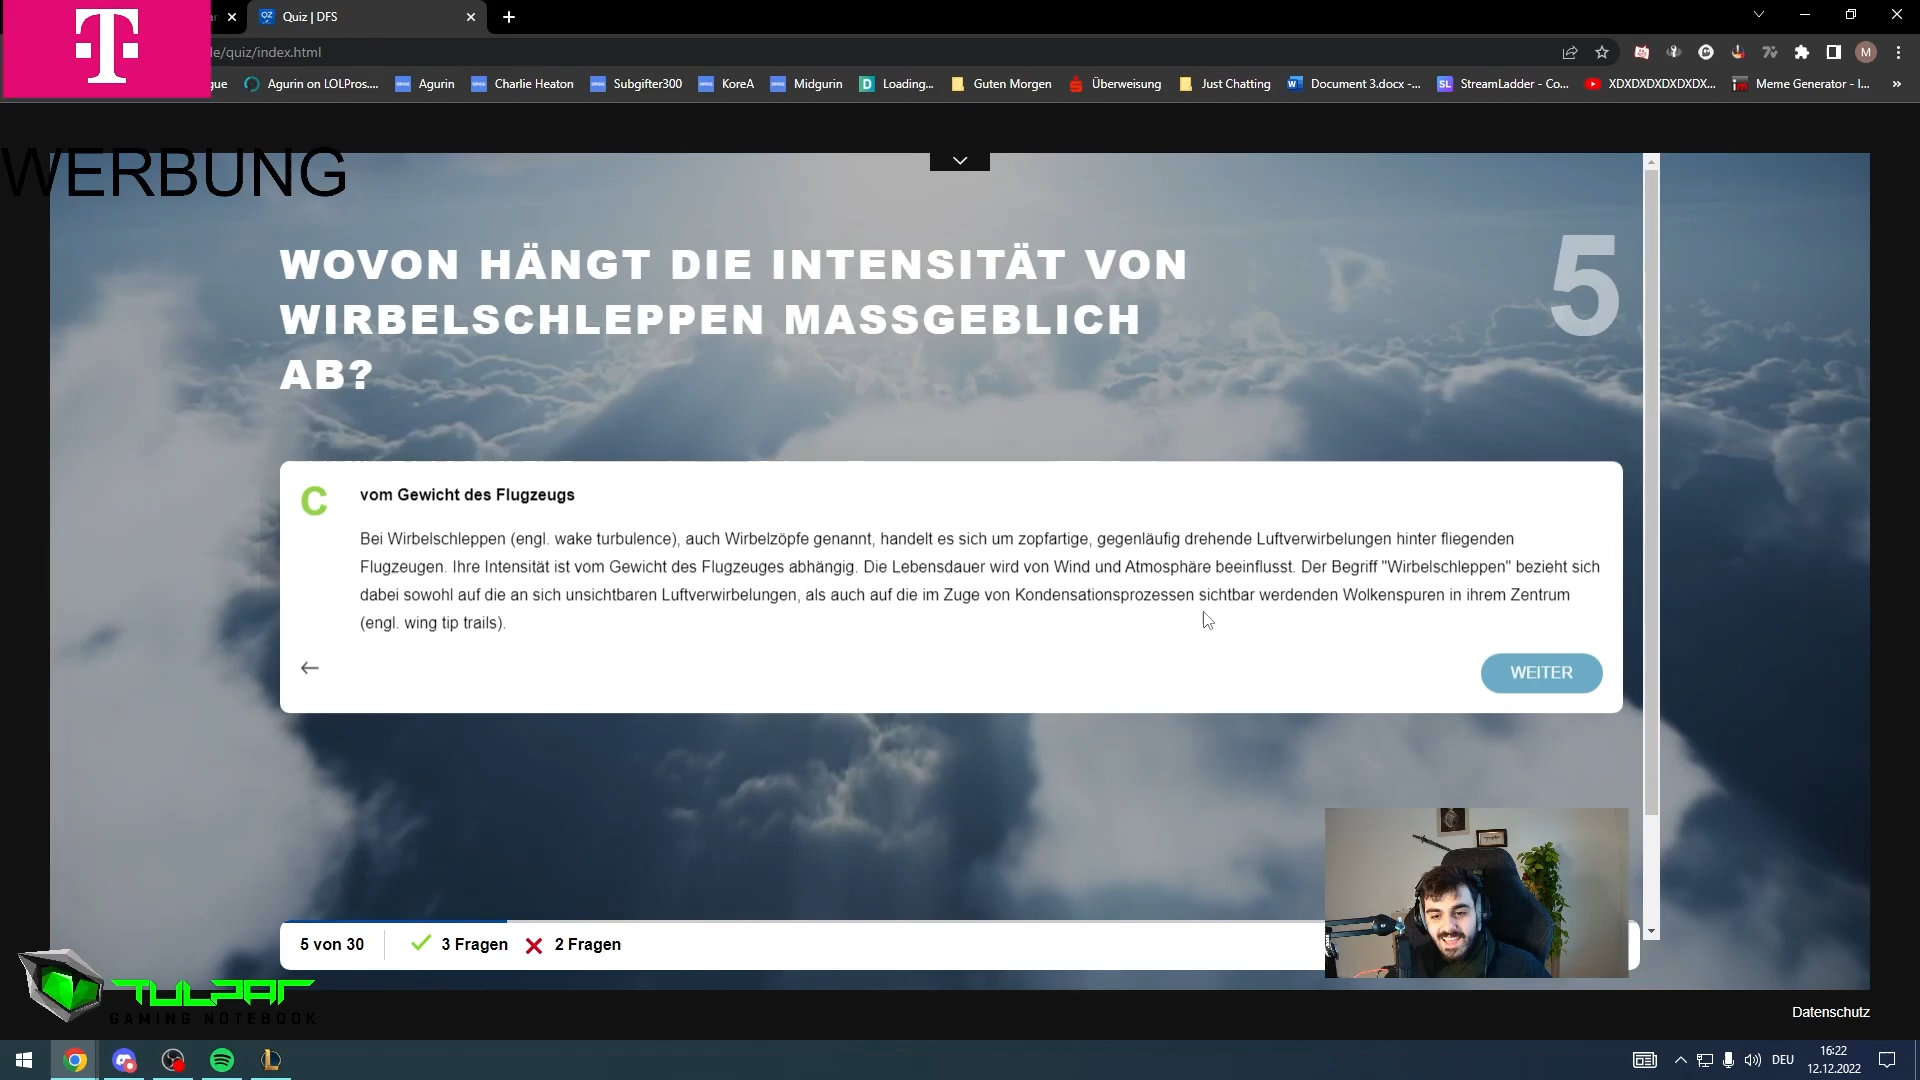 Quiz | DFS
le/quiz/index.html
M
gue
Agurin on LOLPros....
Agurin
Charlie Heaton
Subgifter300
KoreA
Midgurin
Loading...
Guten Morgen
Überweisung
Just Chatting
Document 3.docx -...
StreamLadder - Co...
XDXDXDXDXDXDX...
Meme Generator - I...
»
T
WERBUNG
WOVON HÄNGT DIE INTENSITÄT VON
WIRBELSCHLEPPEN MASSGEBLICH
AB?
5
C
vom Gewicht des Flugzeugs
Bei Wirbelschleppen (engl. wake turbulence), auch Wirbelzöpfe genannt, handelt es sich um zopfartige, gegenläufig drehende Luftverwirbelungen hinter fliegenden
Flugzeugen. Ihre Intensität ist vom Gewicht des Flugzeuges abhängig. Die Lebensdauer wird von Wind und Atmosphäre beeinflusst. Der Begriff "Wirbelschleppen" bezieht sich
dabei sowohl auf die an sich unsichtbaren Luftverwirbelungen, als auch auf die im Zuge von Kondensationsprozessen sichtbar werdenden Wolkenspuren in ihrem Zentrum
(engl. wing tip trails).
WEITER
5 von 30
3 Fragen
2 Fragen
TULPAR
GAMING NOTEBOOK
Datenschutz
DEU
16:22
12.12.2022